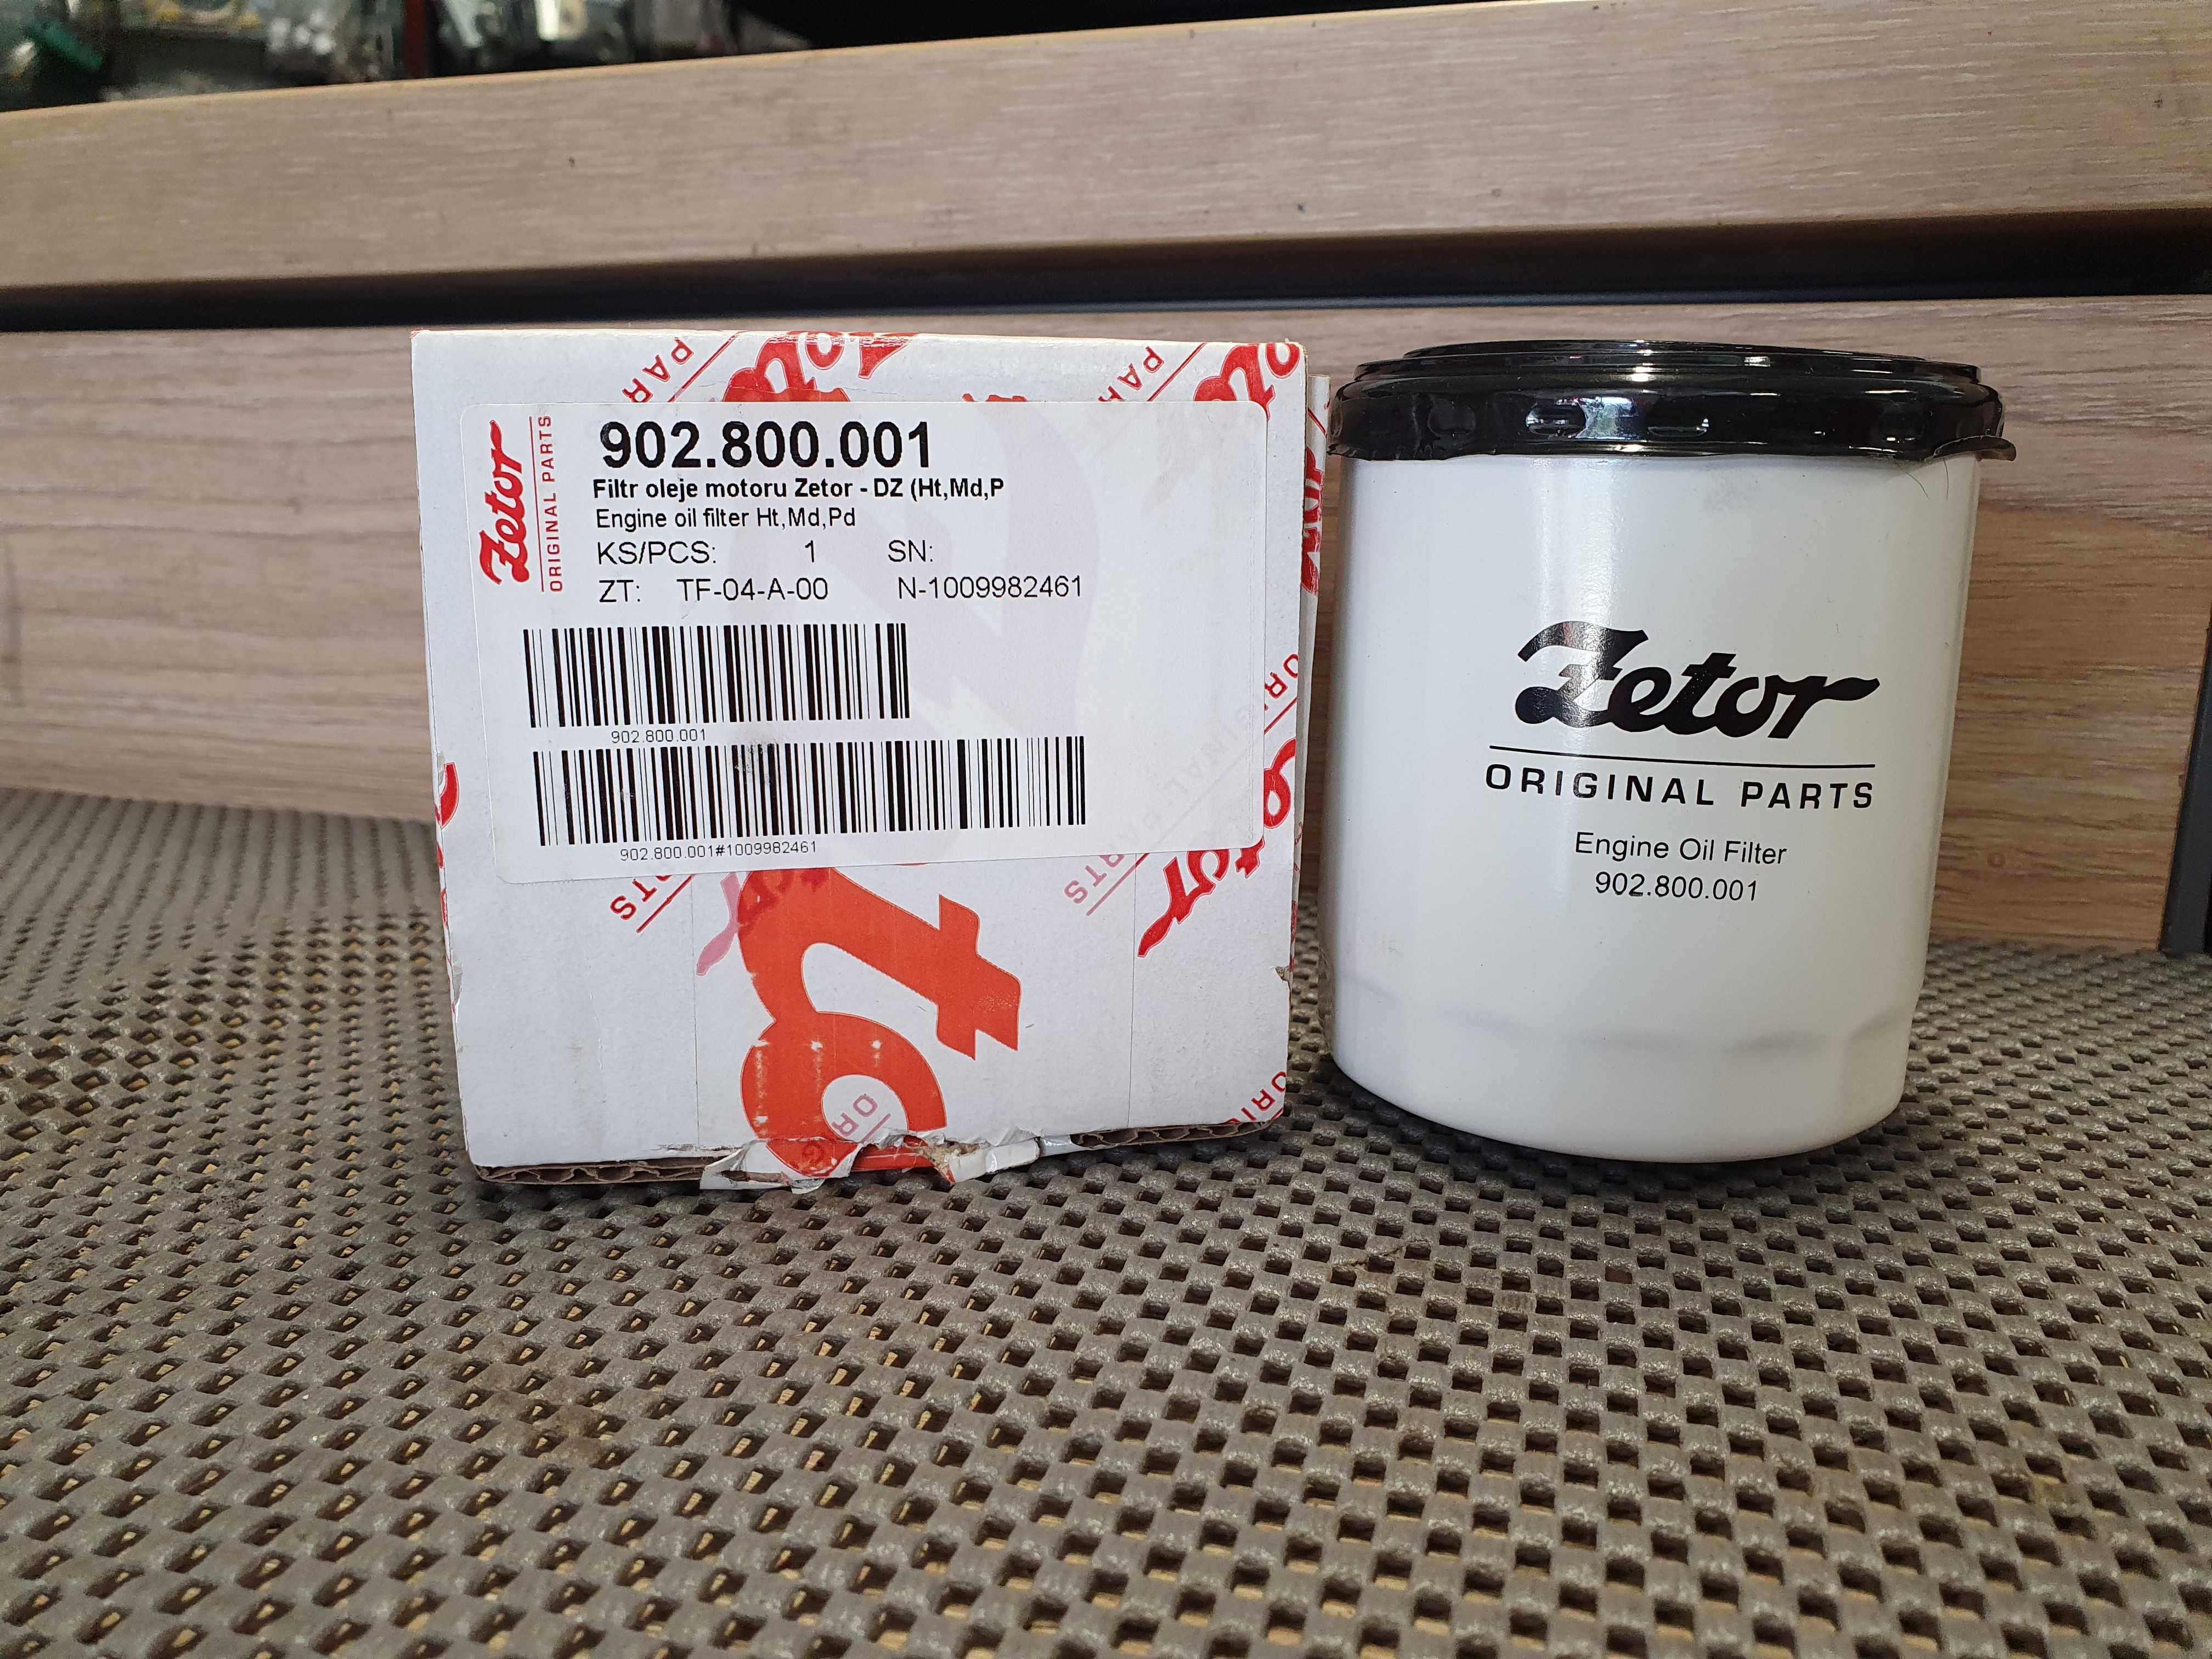 Zetor
ORIGINAL PARTS
902.800.001
Filtr oleje motoru Zetor - DZ (Ht,Md,P
Engine oil filter Ht,Md,Pd
KS/PCS: 1 SN:
ZT: TF-04-A-00 N-1009982461
902.800.001
902.800.001#1009982461
Zetor
ORIGINAL PARTS
Engine Oil Filter
902.800.001